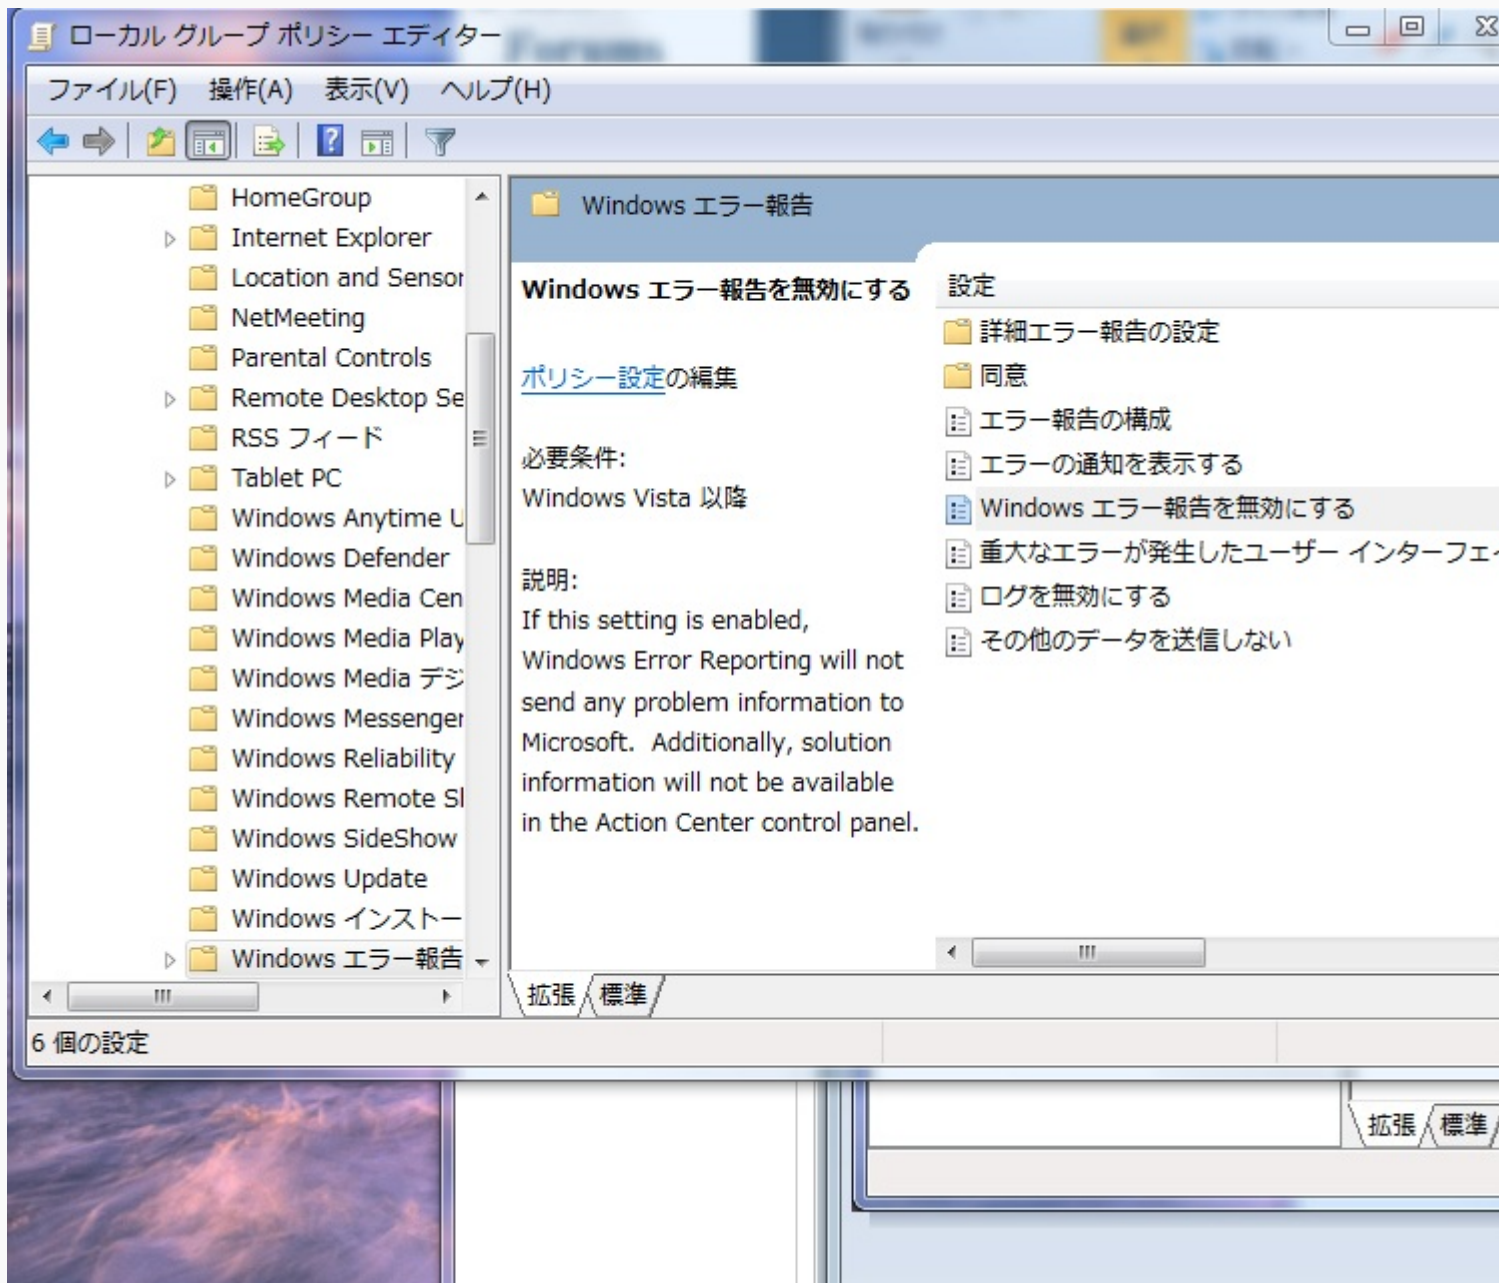 ローカル グループ ポリシー エディター
Forums
ファイル(F) 操作(A) 表示(V) ヘルプ(H)
HomeGroup
Internet Explorer
Location and Sensor
NetMeeting
Parental Controls
Remote Desktop Se
RSS フィード
Tablet PC
Windows Anytime U
Windows Defender
Windows Media Cen
Windows Media Play
Windows Media デジ
Windows Messenger
Windows Reliability
Windows Remote Sl
Windows SideShow
Windows Update
Windows インストー
Windows エラー報告
Windows エラー報告
Windows エラー報告を無効にする
ポリシー設定の編集
必要条件:
Windows Vista 以降
説明:
If this setting is enabled,
Windows Error Reporting will not
send any problem information to
Microsoft.  Additionally, solution
information will not be available
in the Action Center control panel.
設定
詳細エラー報告の設定
同意
エラー報告の構成
エラーの通知を表示する
Windows エラー報告を無効にする
重大なエラーが発生したユーザー インターフェイ
ログを無効にする
その他のデータを送信しない
拡張 標準
6 個の設定
拡張 標準